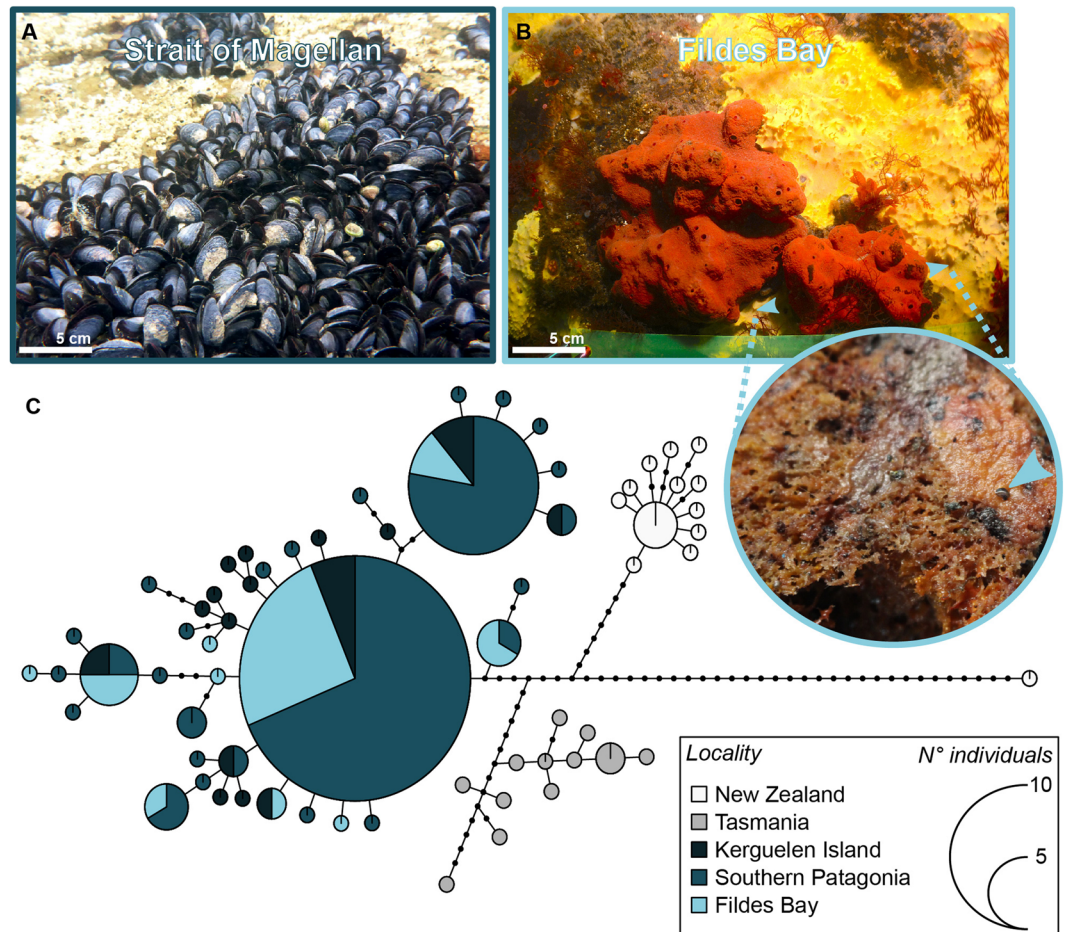 A
Strait of Magellan
5 cm
B
Fildes Bay
5 cm
C
Locality
N° individuals
New Zealand
Tasmania
Kerguelen Island
Southern Patagonia
Fildes Bay
10
5